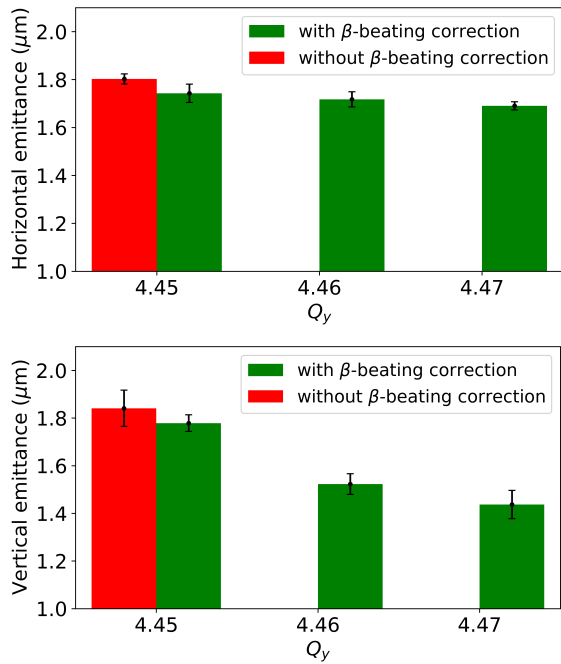 Horizontal emittance (μm)
2.0
1.8
1.6
1.4
1.2
1.0
with β-beating correction
without β-beating correction
4.45 4.46 4.47
Qy
Vertical emittance (μm)
2.0
1.8
1.6
1.4
1.2
1.0
with β-beating correction
without β-beating correction
4.45 4.46 4.47
Qy